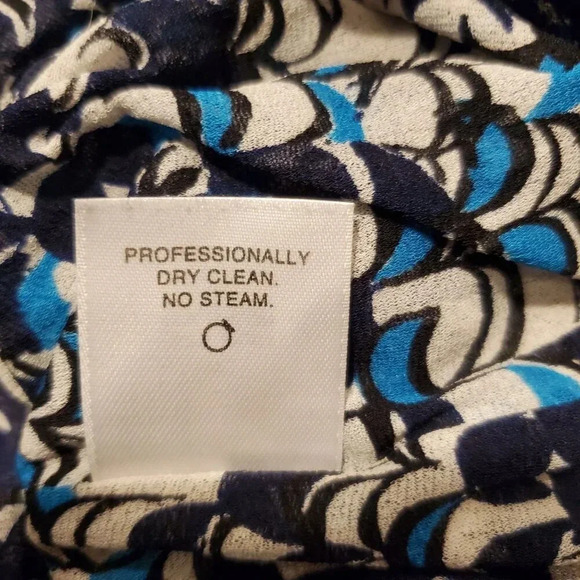 PROFESSIONALLY
DRY CLEAN.
NO STEAM.